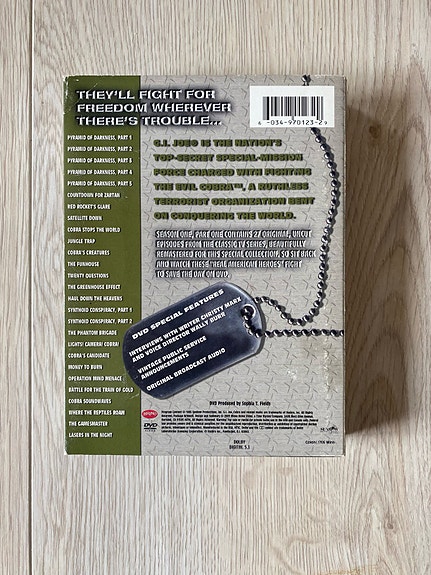 THEY'LL FIGHT FOR
FREEDOM WHEREVER
THERE'S TROUBLE...
6 -034-97D123-2
PYRAMID OF DARKNESS, PART 1
PYRAMID OF DARKNESS, PART 2
PYRAMID OF DARKNESS, PART 3
PYRAMID OF DARKNESS, PART 4
PYRAMID OF DARKNESS, PART 5
COUNTDOWN FOR ZARTAN
RED ROCKET'S GLARE
SATELLITE DOWN
COBRA STOPS THE WORLD
JUNGLE TRAP
COBRA'S CREATURES
THE FUNHOUSE
TWENTY QUESTIONS
THE GREENHOUSE EFFECT
HAUL DOWN THE HEAVENS
SYNTHOID CONSPIRACY, PART 1
SYNTHOID CONSPIRACY, PART 2
THE PHANTOM BRIGADE
LIGHTS! CAMERA! COBRA!
COBRA'S CANDIDATE
MONEY TO BURN
OPERATION MIND MENACE
BATTLE FOR THE TRAIN OF GOLD
COBRA SOUNDWAVES
WHERE THE REPTILES ROAM
THE GAMESMASTER
LASERS IN THE NIGHT
G.I. JOE® IS THE NATION'S
TOP-SECRET SPECIAL-MISSION
FORCE CHARGED WITH FIGHTING
THE EVIL COBRA™, A RUTHLESS
TERRORIST ORGANIZATION BENT
ON CONQUERING THE WORLD.
SEASON ONE, PART ONE CONTAINS 27 ORIGINAL, UNCUT
EPISODES FROM THE CLASSIC TV SERIES, BEAUTIFULLY
REMASTERED FOR THIS SPECIAL COLLECTION. SO SIT BACK
AND WATCH THESE "REAL AMERICAN HEROES" FIGHT
TO SAVE THE DAY ON DVD.
DVD SPECIAL FEATURES
INTERVIEWS WITH WRITER CHRISTY MARX
AND VOICE DIRECTOR WALLY BURR
VINTAGE PUBLIC SERVICE
ANNOUNCEMENTS
ORIGINAL BROADCAST AUDIO
DVD Produced by
RHINO
DVD
DOLBY
DIGITAL 5.1